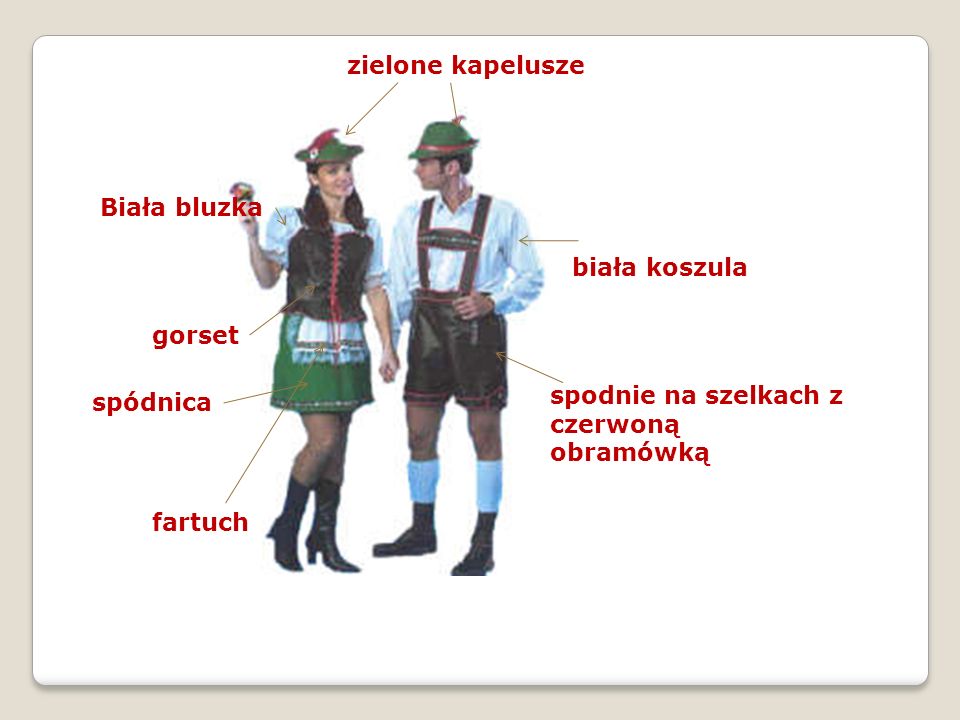 zielone kapelusze
Biała bluzka
biała koszula
gorset
spodnie na szelkach z
czerwoną
obramówką
spódnica
fartuch